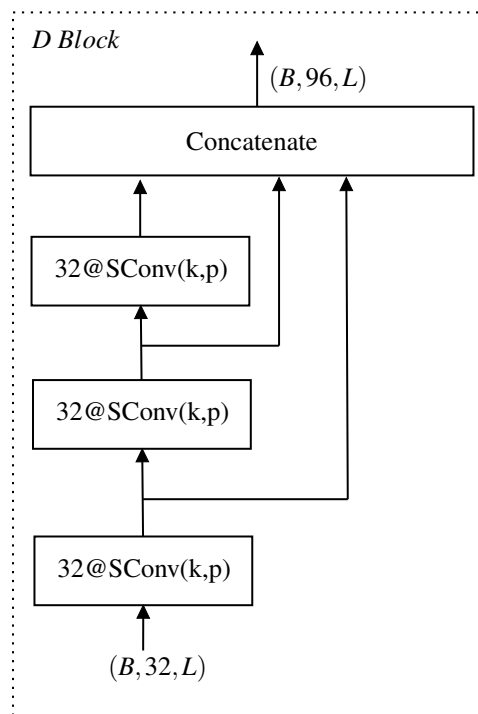 D Block
(B, 96, L)
Concatenate
32@SConv(k,p)
32@SConv(k,p)
32@SConv(k,p)
(B, 32, L)